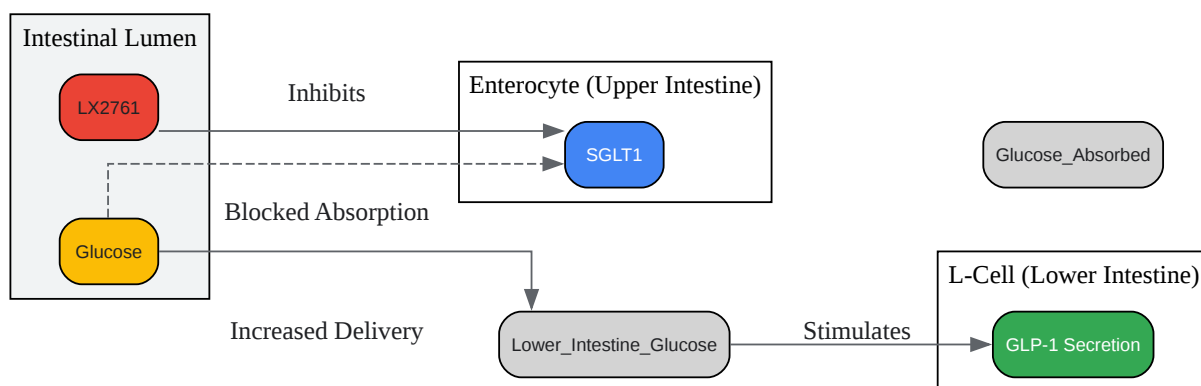 Intestinal Lumen
LX2761
Inhibits
Enterocyte (Upper Intestine)
SGLT1
Glucose_Absorbed
Blocked Absorption
Glucose
Increased Delivery
Lower_Intestine_Glucose
Stimulates
L-Cell (Lower Intestine)
GLP-1 Secretion